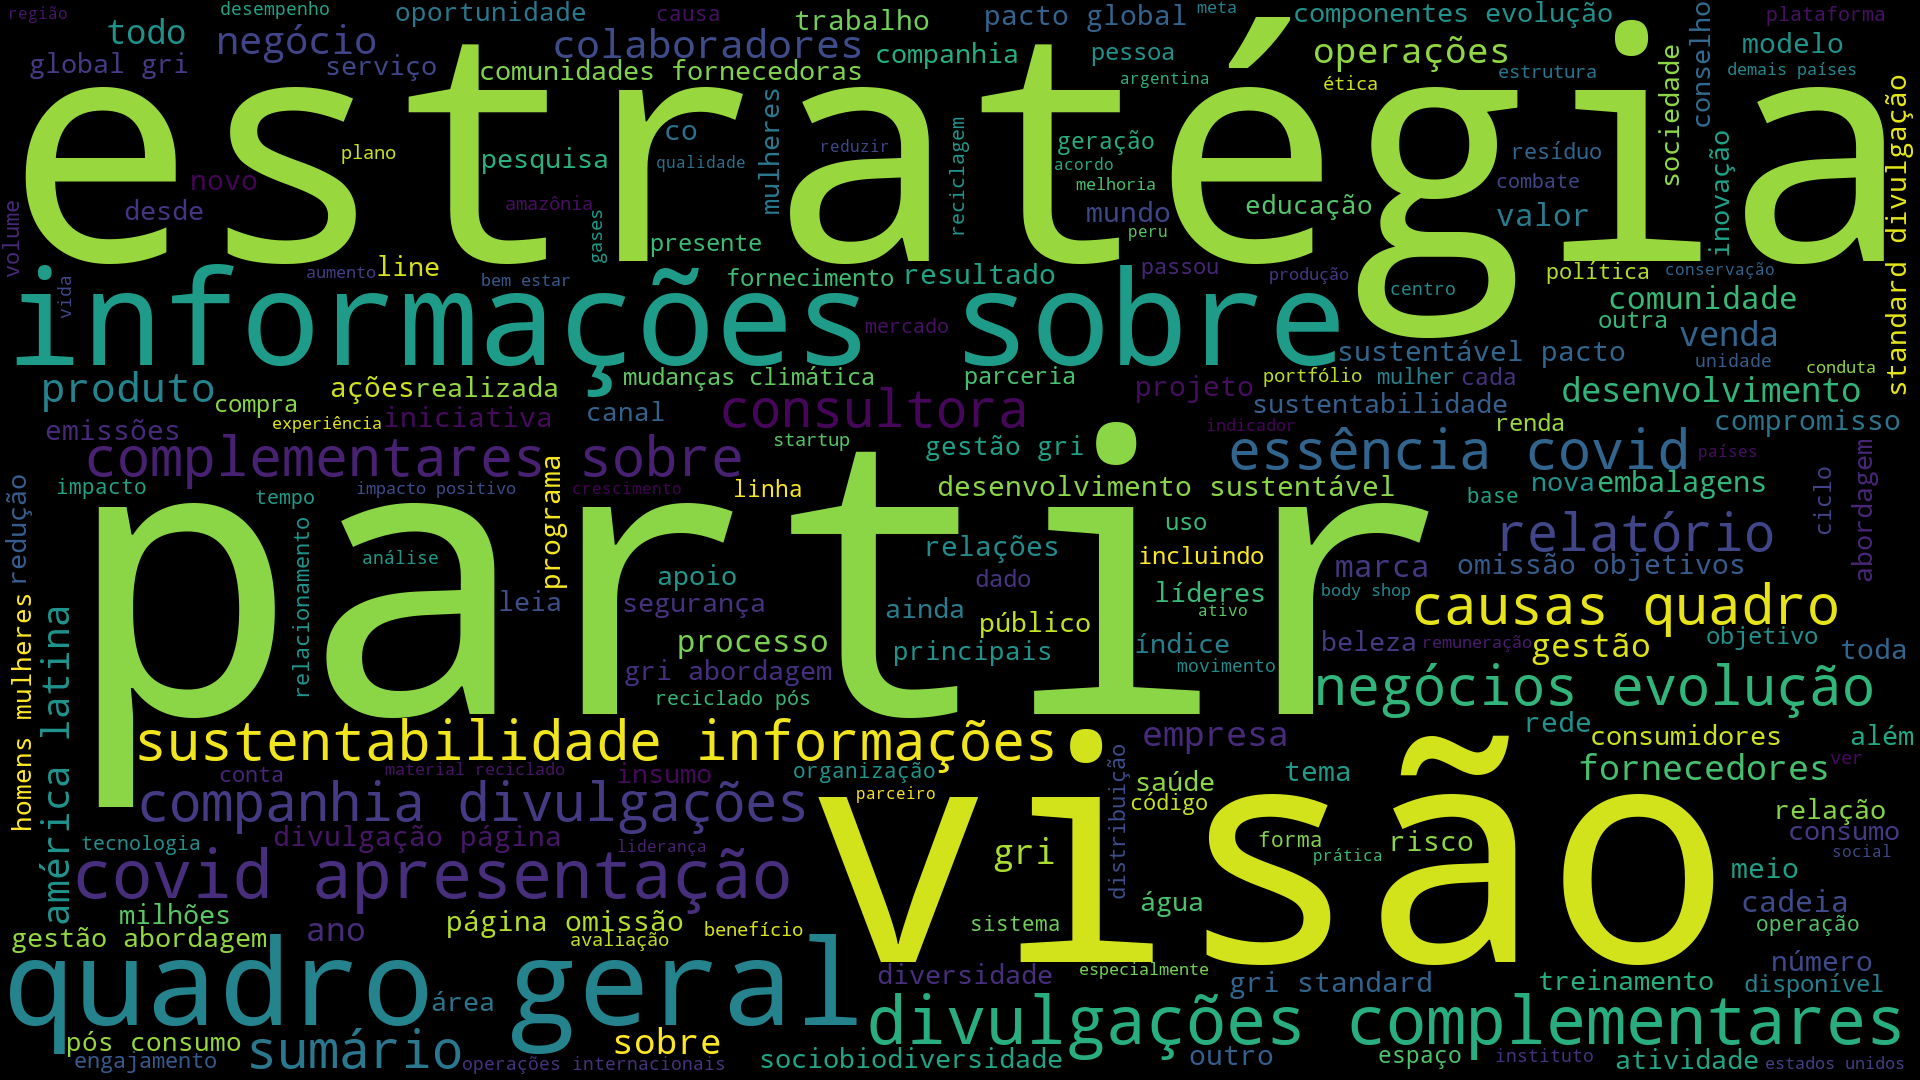 região
desempenho
oportunidade
causa
trabalho
pacto global
meta
componentes evolução
plataforma
todo
negócio
colaboradores
companhia
pessoa
operações
sociedade
conselho
modelo
global gri
serviço
comunidades fornecedoras
argentina
ética
estrutura
demais países
estratégia
plano
co
pesquisa
qualidade
mulheres
reduzir
reciclagem
geração
acordo
melhoria
resíduo
combate
inovação
standard divulgação
novo
desde
amazônia
gases
presente
mundo
peru
educação
valor
volume
vida
aumento
line
bem estar
fornecimento
resultado
passou
produção
centro
política
conservação
informações sobre
mercado
comunidade
outra
venda
sustentável pacto
unidade
conduta
produto
ações
realizada
mudanças climática
parceria
projeto
portfólio
mulher
cada
desenvolvimento
compra
experiência
iniciativa
canal
consultora
sustentabilidade
indicador
renda
compromisso
emissões
complementares sobre
startup
gestão gri
essência covid
países
impacto
tempo
impacto positivo
crescimento
linha
desenvolvimento sustentável
base
nova
embalagens
ciclo
abordagem
redução
programa
relacionamento
partir
análise
uso
relações
incluindo
relatório
apoio
dado
marca
omissão objetivos
leia
segurança
ainda
líderes
ativo
body shop
causas quadro
homens mulheres
américa latina
processo
público
principais
índice
movimento
beleza
remuneração
gestão
objetivo
toda
gri abordagem
reciclado pós
negócios evolução
sustentabilidade informações
empresa
rede
consumidores
além
conta
material reciclado
insumo
organização
parceiro
distribuição
saúde
código
tema
fornecedores
ver
companhia divulgações
visão
relação
consumo
social
tecnologia
divulgação página
liderança
gri
forma
prática
risco
meio
covid apresentação
cadeia
milhões
ano
página omissão
avaliação
benefício
sistema
água
operação
gestão abordagem
quadro geral
área
diversidade
especialmente
gri standard
treinamento
número
disponível
divulgações complementares
pós consumo
engajamento
sumário
operações internacionais
sobre
sociobiodiversidade
outro
espaço
instituto
atividade
estados unidos